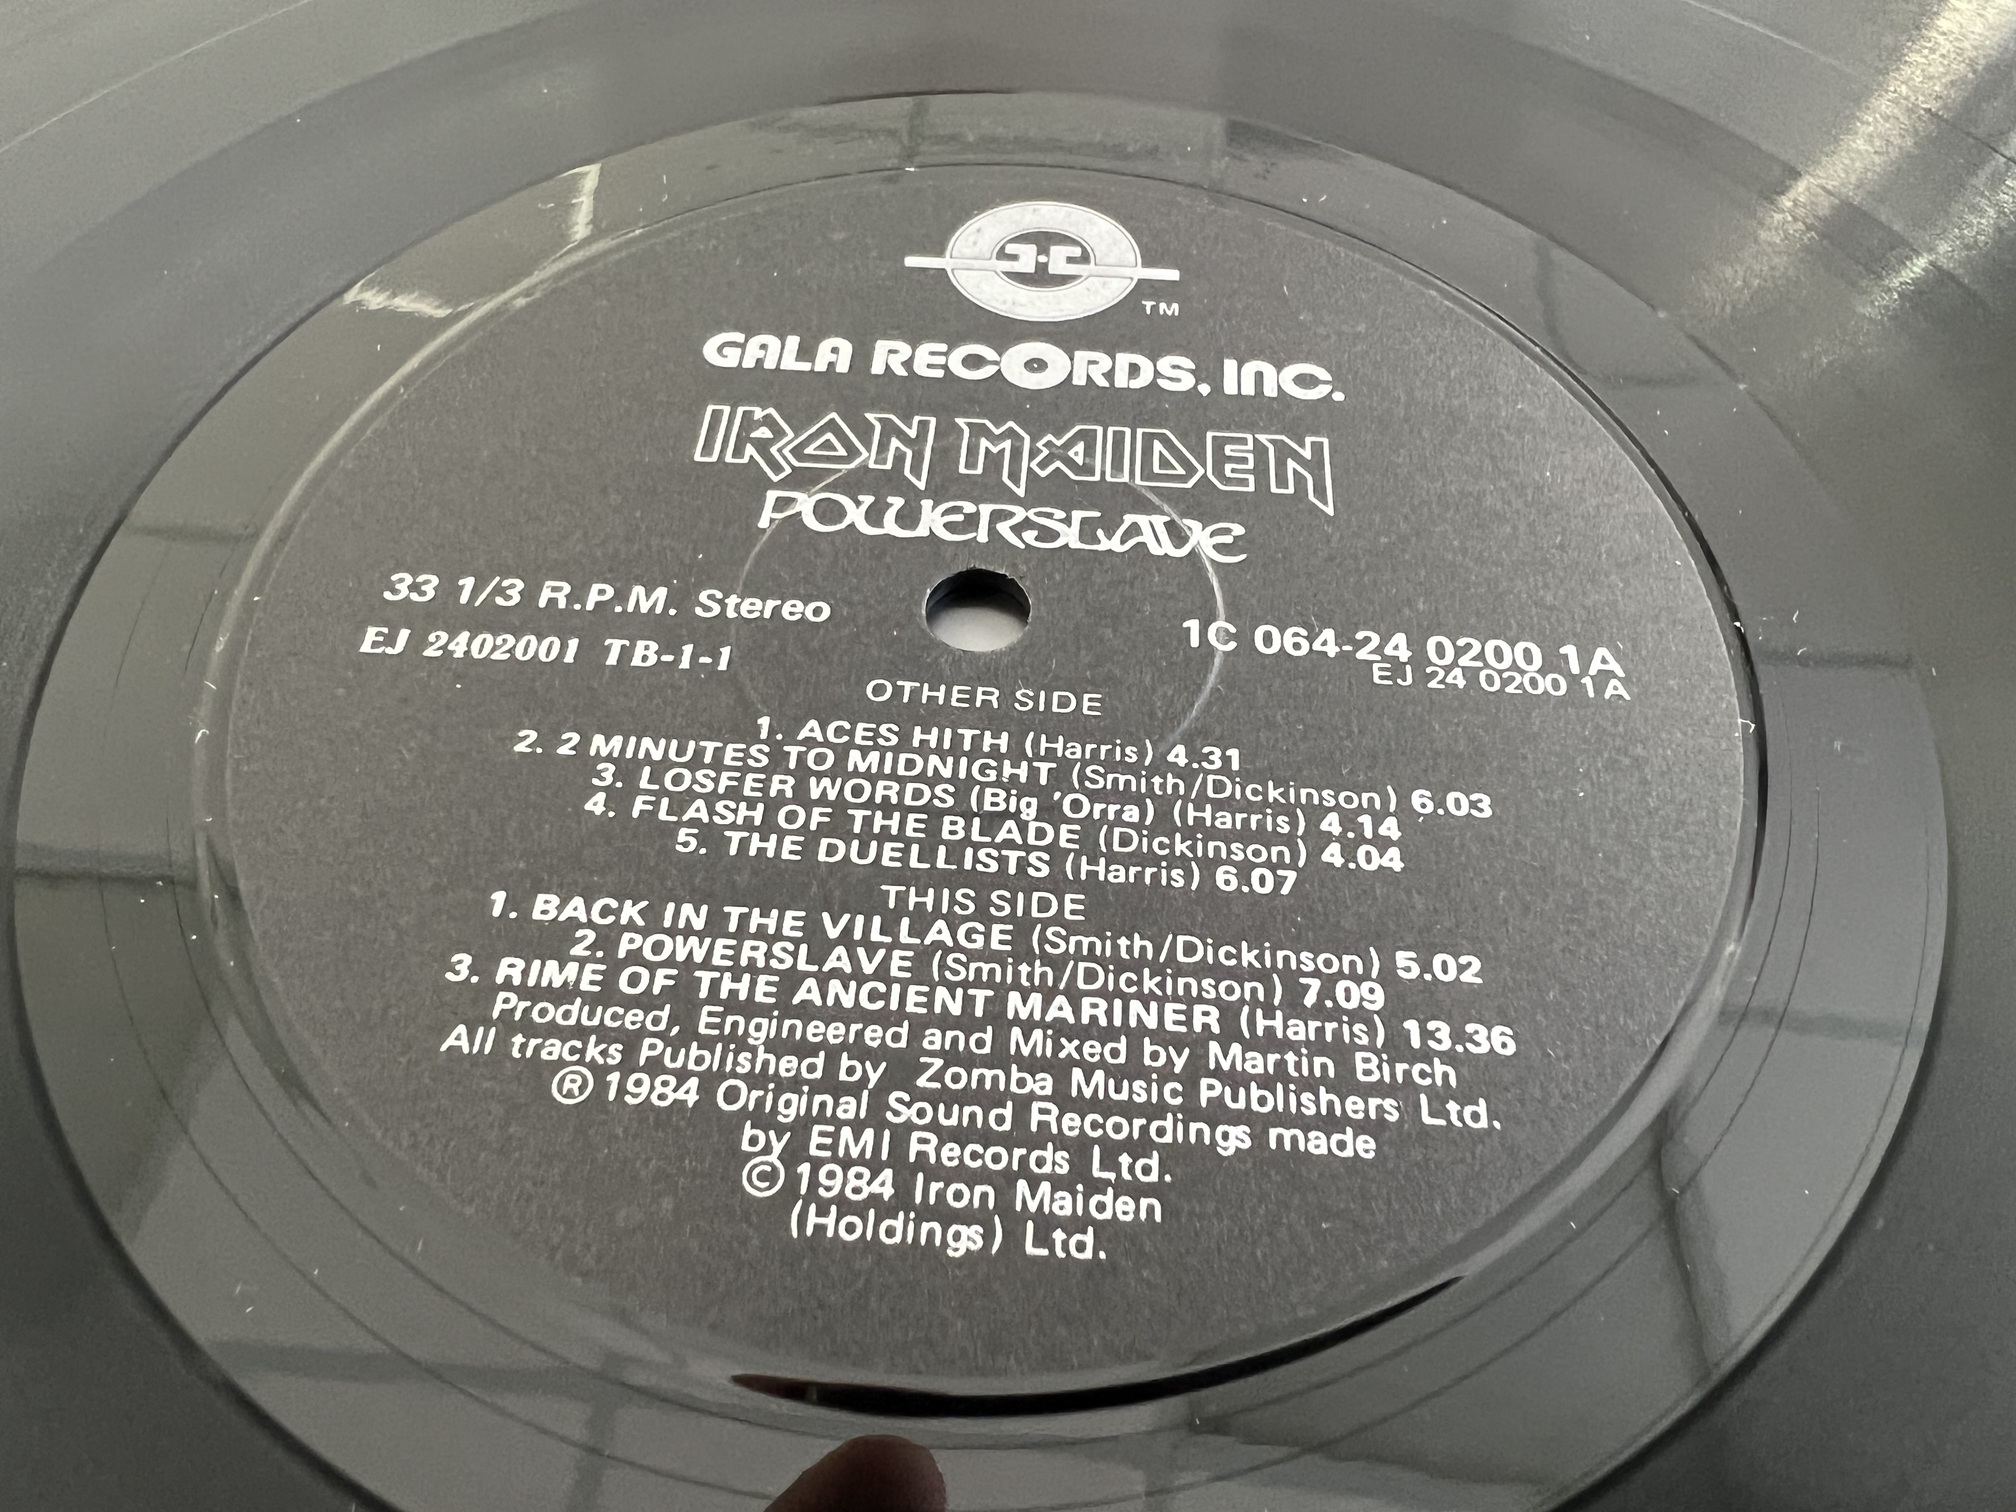 TM
GALA RECORDS, INC.
IRON MAIDEN
POWERSLAVE
33 1/3 R.P.M. Stereo
EJ 2402001 TB-1-1
1C 064-24 0200 1A
EJ 24 0200 1A
OTHER SIDE
1. ACES HITH (Harris) 4.31
2. 2 MINUTES TO MIDNIGHT (Smith/Dickinson) 6.03
3. LOSFER WORDS (Big 'Orra) (Harris) 4.14
4. FLASH OF THE BLADE (Dickinson) 4.04
5. THE DUELLISTS (Harris) 6.07
THIS SIDE
1. BACK IN THE VILLAGE (Smith/Dickinson) 5.02
2. POWERSLAVE (Smith/Dickinson) 7.09
3. RIME OF THE ANCIENT MARINER (Harris) 13.36
Produced, Engineered and Mixed by Martin Birch
All tracks Published by Zomba Music Publishers Ltd.
® 1984 Original Sound Recordings made
by EMI Records Ltd.
© 1984 Iron Maiden
(Holdings) Ltd.